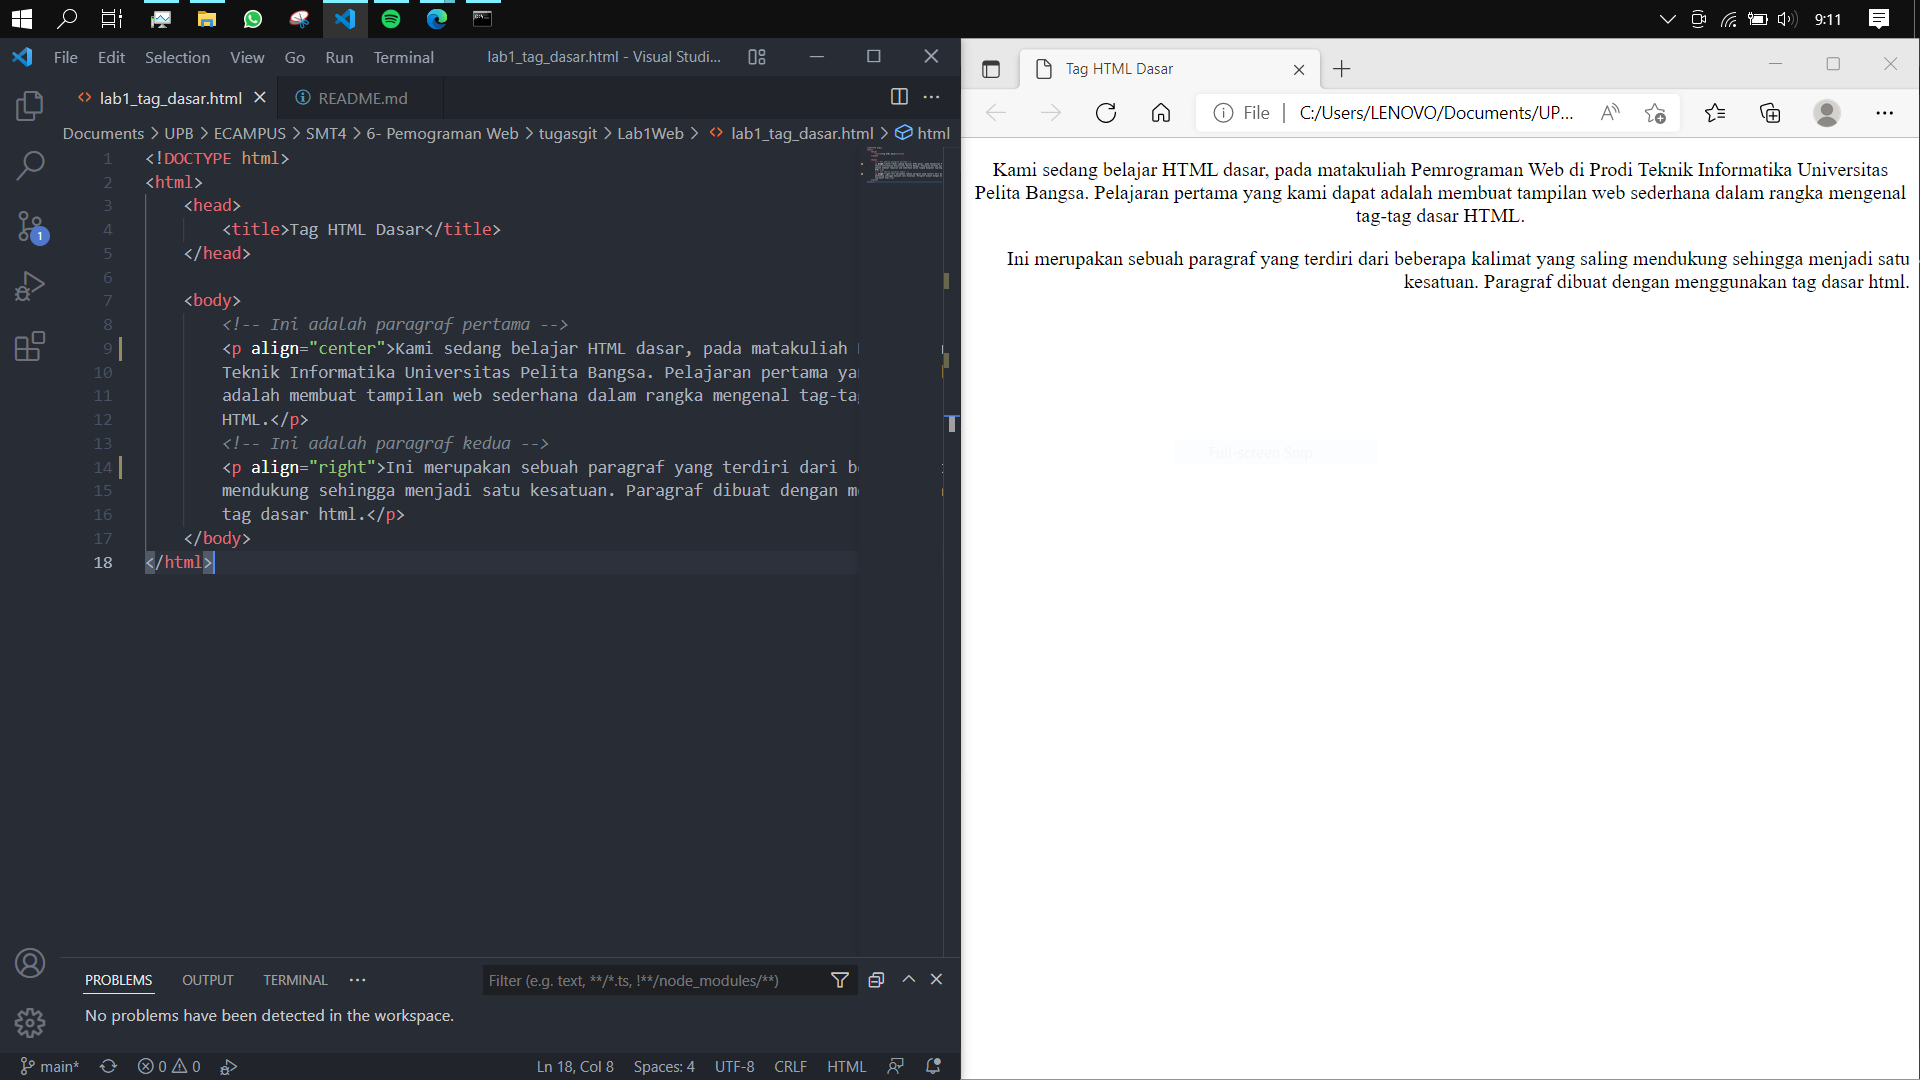 9:11
File Edit Selection View Go Run Terminal
lab1_tag_dasar.html - Visual Studi...
lab1_tag_dasar.html
README.md
Documents > UPB > ECAMPUS > SMT4 > 6- Pemograman Web > tugasgit > Lab1Web > lab1_tag_dasar.html > html
1 <!DOCTYPE html>
2 <html>
3 <head>
4 <title>Tag HTML Dasar</title>
5 </head>
6
7 <body>
8 <!-- Ini adalah paragraf pertama -->
9 <p align="center">Kami sedang belajar HTML dasar, pada matakuliah
10 Teknik Informatika Universitas Pelita Bangsa. Pelajaran pertama
11 adalah membuat tampilan web sederhana dalam rangka mengenal
12 HTML.</p>
13 <!-- Ini adalah paragraf kedua -->
14 <p align="right">Ini merupakan sebuah paragraf yang terdiri dari
15 mendukung sehingga menjadi satu kesatuan. Paragraf dibuat dengan
16 tag dasar html.</p>
17 </body>
18 </html>
1
PROBLEMS OUTPUT TERMINAL ...
Filter (e.g. text, **/*.ts, !**/node_modules/**)
No problems have been detected in the workspace.
main* 0 0 Ln 18, Col 8 Spaces: 4 UTF-8 CRLF HTML
Tag HTML Dasar
File | C:/Users/LENOVO/Documents/UP...
Kami sedang belajar HTML dasar, pada matakuliah Pemrograman Web di Prodi Teknik Informatika Universitas
Pelita Bangsa. Pelajaran pertama yang kami dapat adalah membuat tampilan web sederhana dalam rangka mengenal
tag-tag dasar HTML.
Ini merupakan sebuah paragraf yang terdiri dari beberapa kalimat yang saling mendukung sehingga menjadi satu
kesatuan. Paragraf dibuat dengan menggunakan tag dasar html.
Full-screen Snip